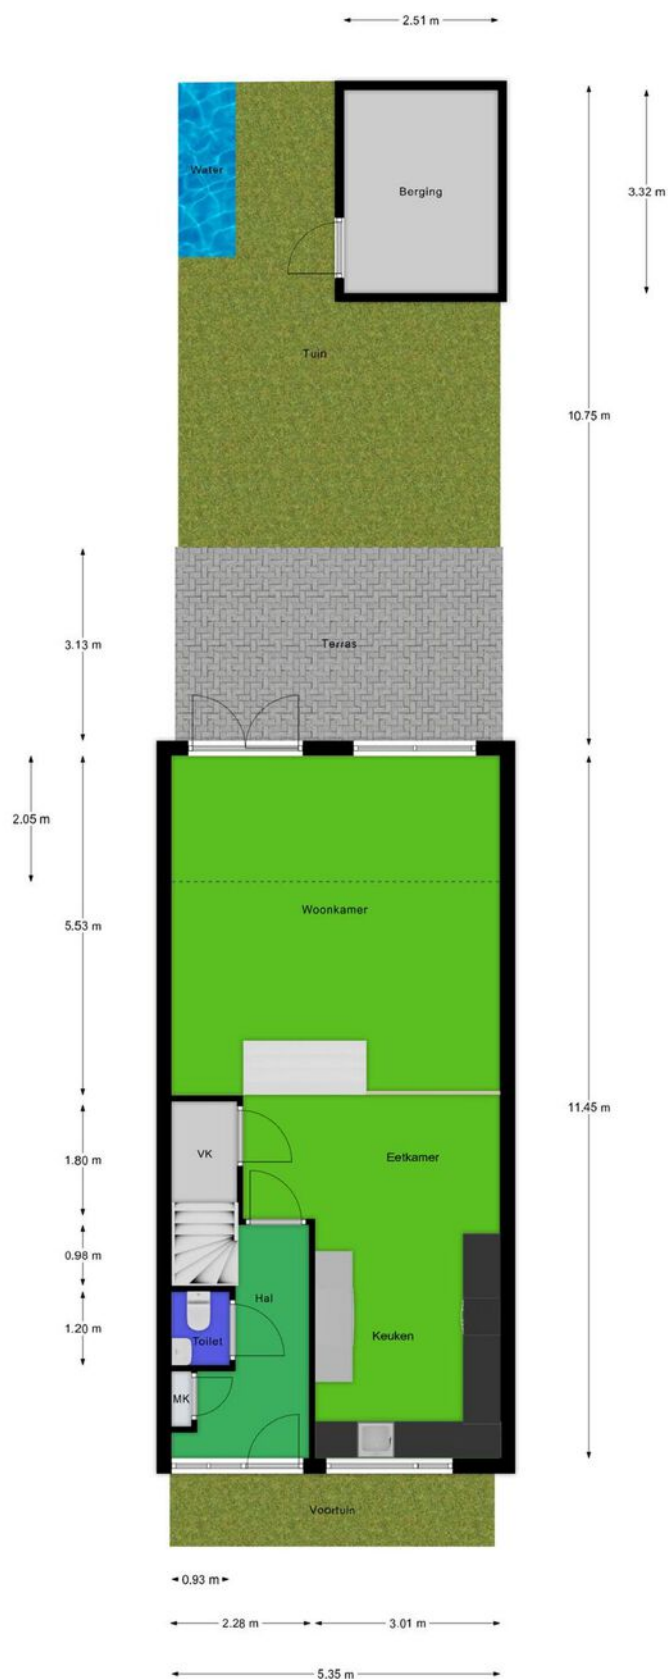 2.51 m
Water
Berging
3.32 m
Tuin
10.75 m
3.13 m
Terras
2.05 m
Woonkamer
5.53 m
11.45 m
VK
Eetkamer
1.80 m
0.98 m
Hal
1.20 m
Toilet
Keuken
MK
Voortuin
0.93 m
2.28 m
3.01 m
5.35 m